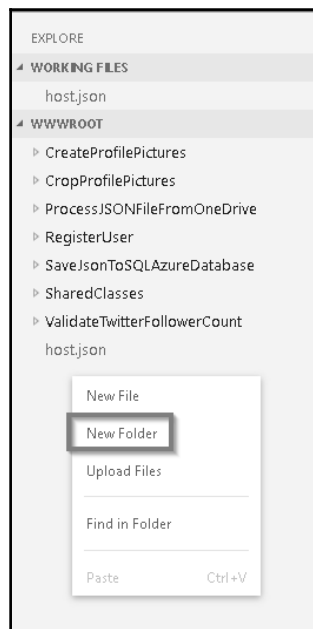 EXPLORE
WORKING FILES
host.json
WWWROOT
CreateProfilePictures
CropProfilePictures
ProcessJSONFileFromOneDrive
RegisterUser
SaveJsonToSQLAzureDatabase
SharedClasses
ValidateTwitterFollowerCount
host.json
New File
New Folder
Upload Files
Find in Folder
Paste Ctrl+V